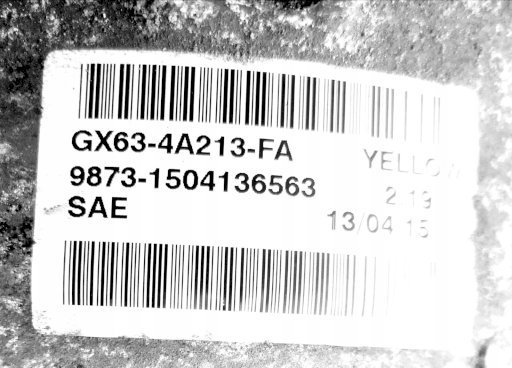 GX63-4A213-FA
YELLOW
9873-1504136563
2.19
SAE
13/04/15